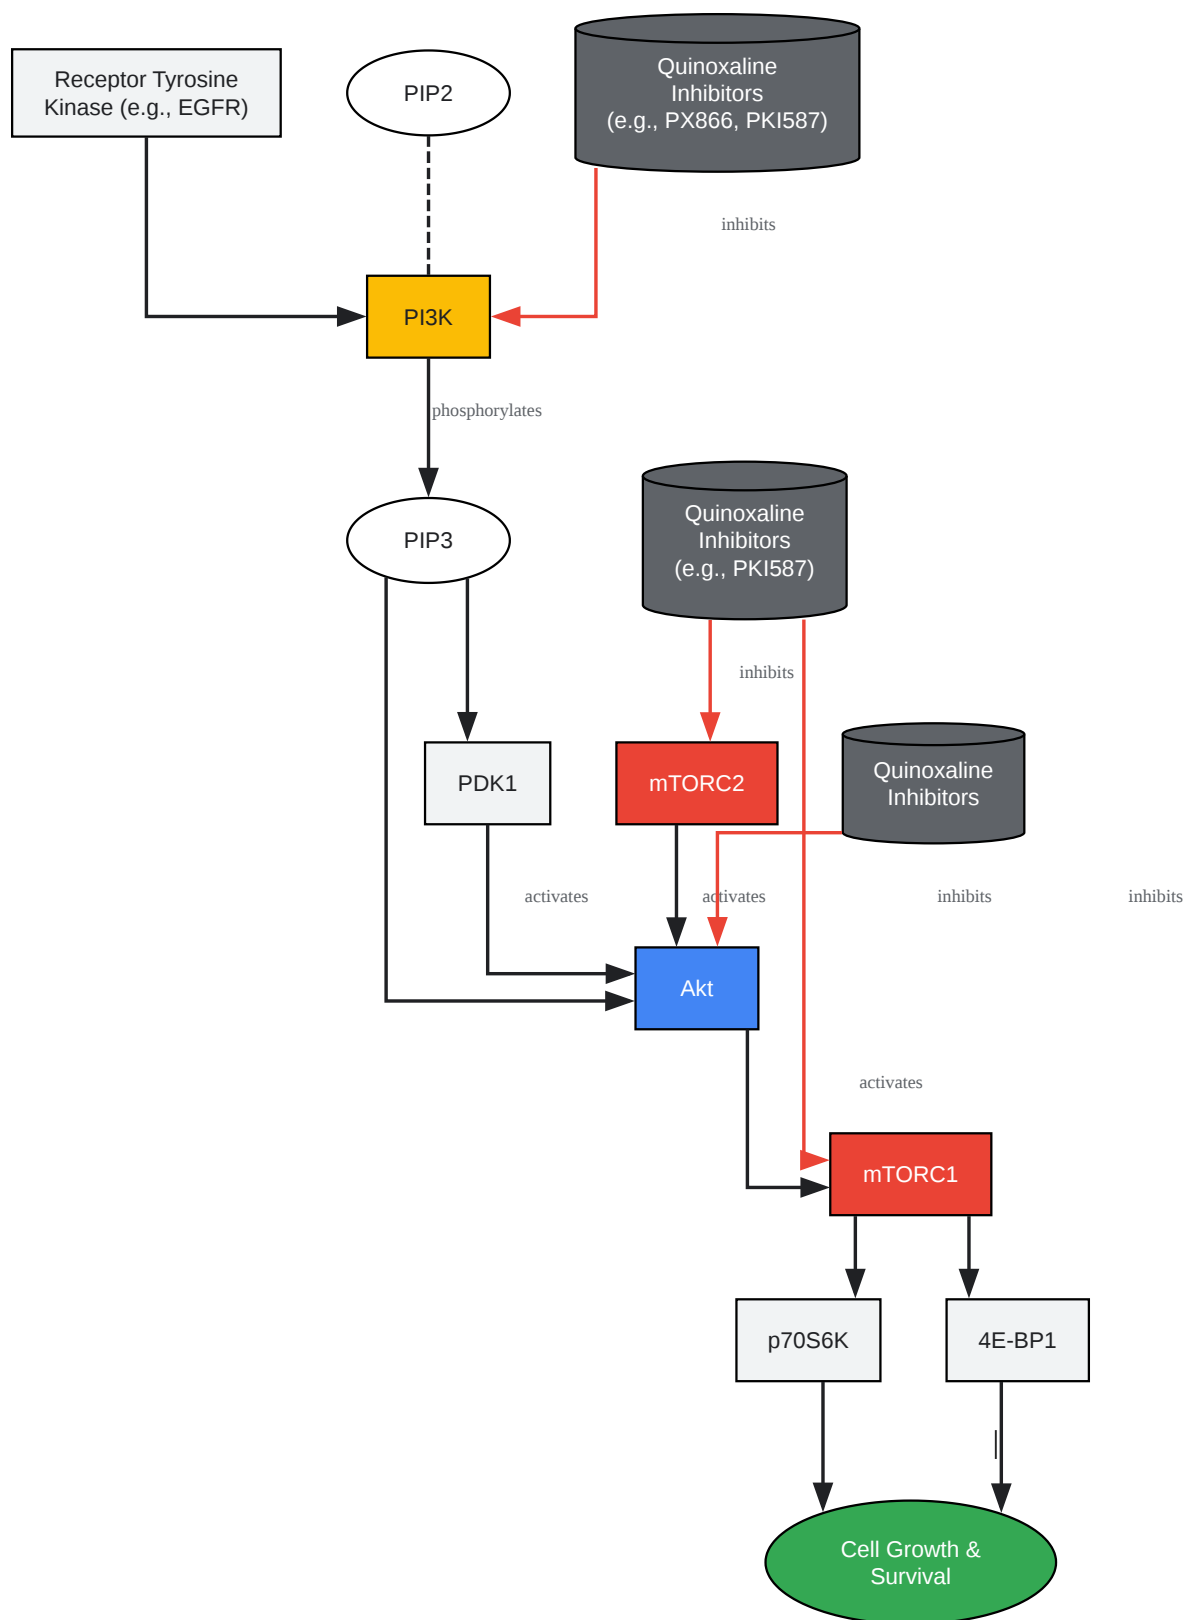 Receptor Tyrosine
Kinase (e.g., EGFR)
PIP2
Quinoxaline
Inhibitors
(e.g., PX866, PKI587)
inhibits
PI3K
phosphorylates
PIP3
Quinoxaline
Inhibitors
(e.g., PKI587)
inhibits
PDK1
mTORC2
Quinoxaline
Inhibitors
activates
activates
inhibits
inhibits
Akt
activates
mTORC1
p70S6K
4E-BP1
|
Cell Growth &
Survival